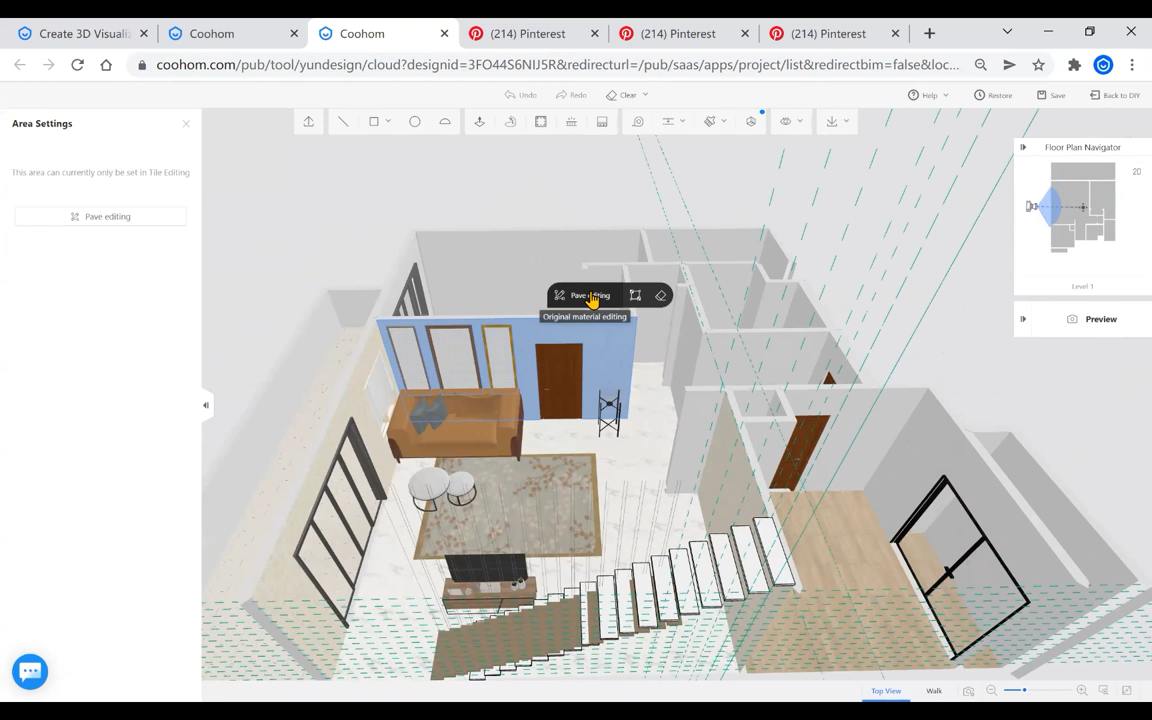 Create 3D Visuali
Coohom
Coohom
(214) Pinterest
(214) Pinterest
(214) Pinterest
coohom.com/pub/tool/yundesign/cloud?designid=3FO44S6NIJ5R&redirecturl=/pub/saas/apps/project/list&redirectbim=false&loc...
Undo
Redo
Clear
Help
Restore
Save
Back to DIY
Area Settings
This area can currently only be set in Tile Editing
Pave editing
Pave editing
Original material editing
Floor Plan Navigator
2D
Level 1
Preview
Top View
Walk